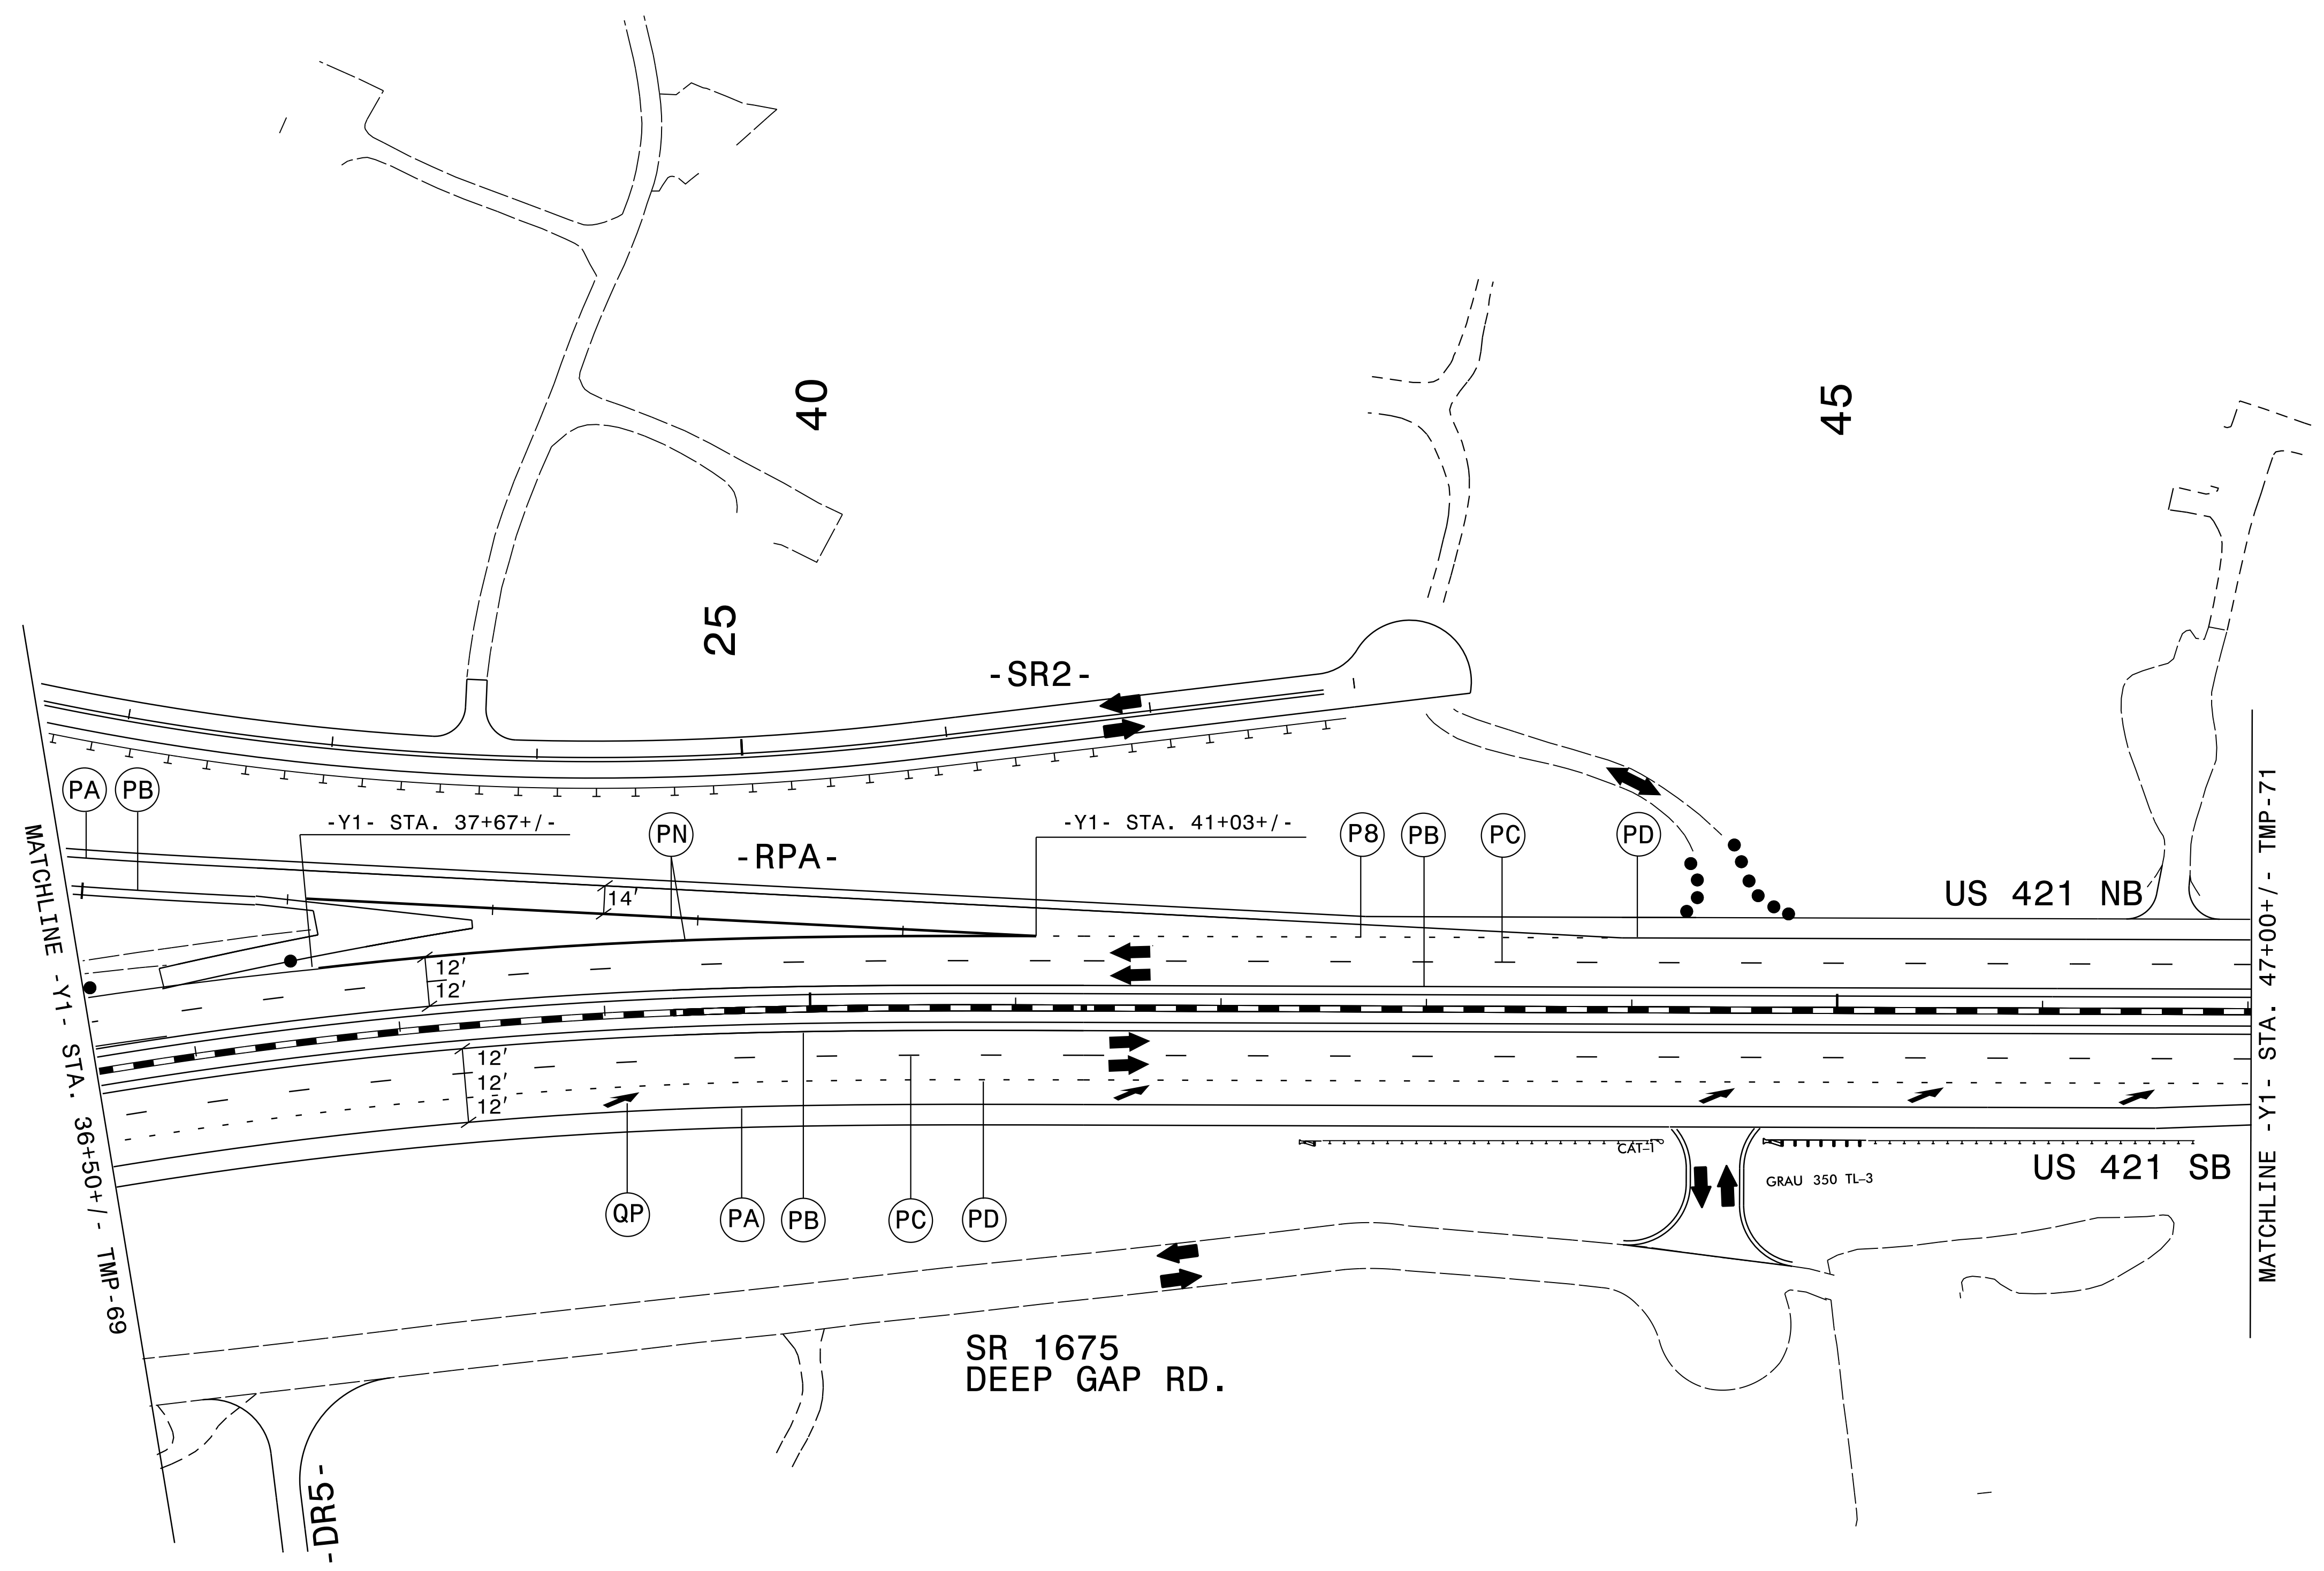 40
45
25
-SR2-
PA
PB
-Y1- STA. 37+67+/-
PN
-RPA-
-Y1- STA. 41+03+/-
P8
PB
PC
PD
14'
US 421 NB
12'
12'
12'
12'
12'
CAT-1
GRAU 350 TL-3
US 421 SB
QP
PA
PB
PC
PD
SR 1675
DEEP GAP RD.
-DR5-
MATCHLINE -Y1- STA. 36+50+/- TMP-69
MATCHLINE -Y1- STA. 47+00+/- TMP-71